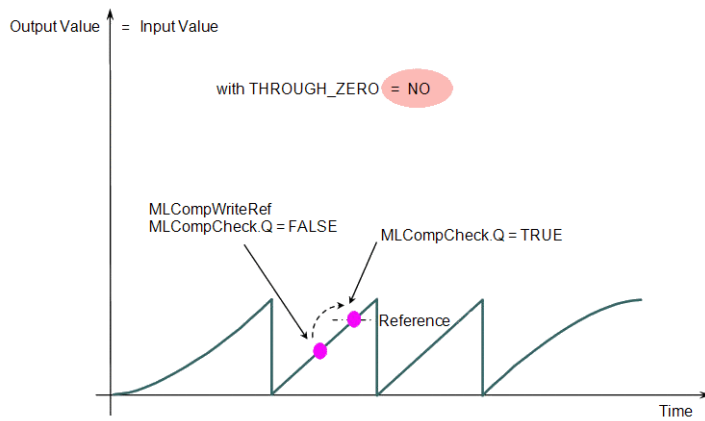 Output Value = Input Value
with THROUGH_ZERO = NO
MLCompWriteRef
MLCompCheck.Q = FALSE
MLCompCheck.Q = TRUE
Reference
Time